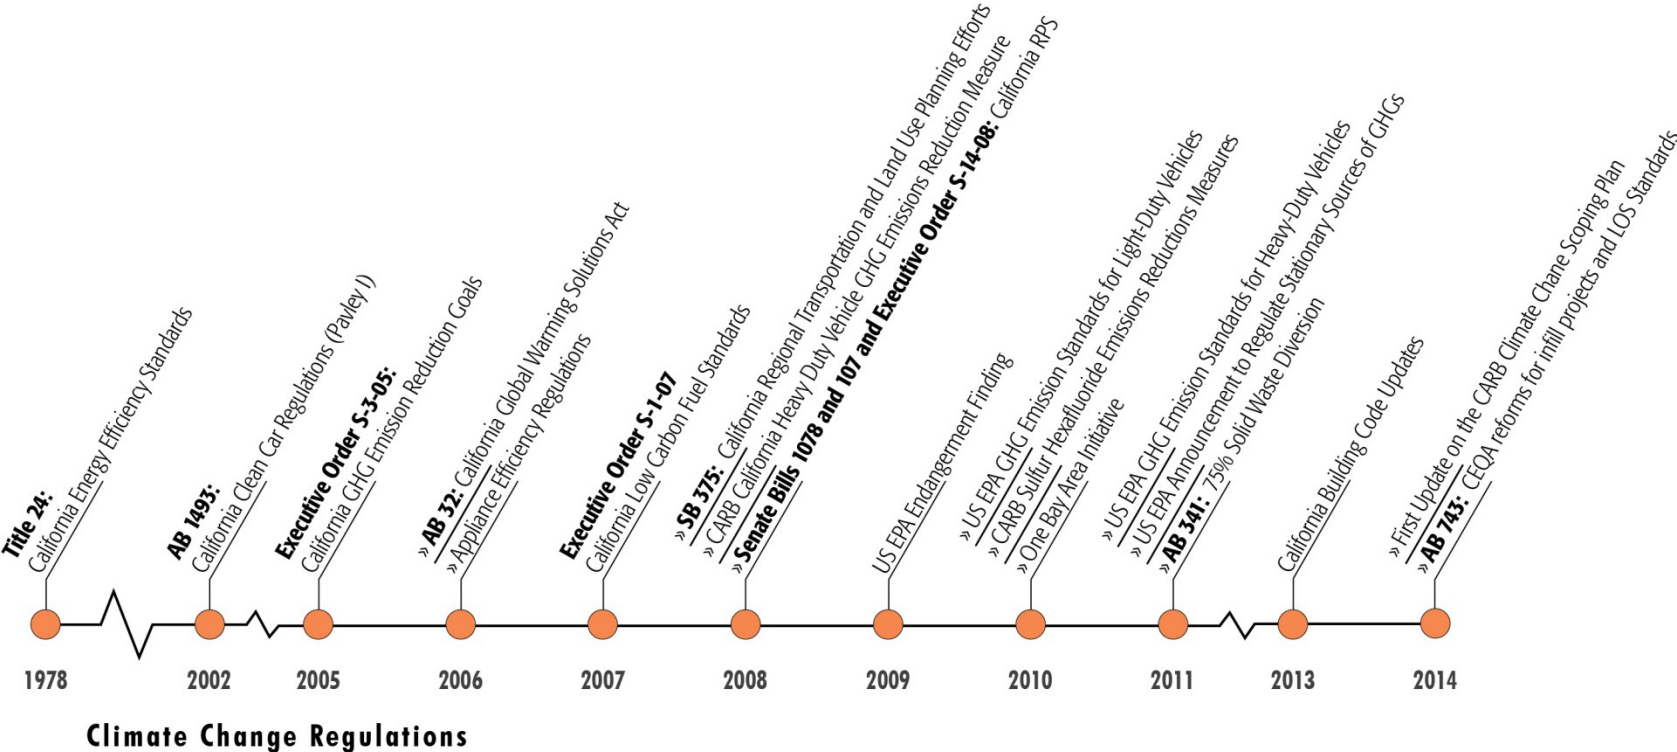 Title 24:
California Energy Efficiency Standards
AB 1493:
California Clean Car Regulations (Pavley I)
Executive Order S-3-05:
California GHG Emission Reduction Goals
» AB 32: California Global Warming Solutions Act
» Appliance Efficiency Regulations
Executive Order S-1-07
California Low Carbon Fuel Standards
» SB 375: California Regional Transportation and Land Use Planning Efforts
» CARB California Heavy Duty Vehicle GHG Emissions Reduction Measure
» Senate Bills 1078 and 107 and Executive Order S-14-08: California RPS
US EPA Endangerment Finding
» US EPA GHG Emission Standards for Light-Duty Vehicles
» CARB Sulfur Hexafluoride Emissions Reductions Measures
» One Bay Area Initiative
» US EPA GHG Emission Standards for Heavy-Duty Vehicles
» US EPA Announcement to Regulate Stationary Sources of GHGs
» AB 341: 75% Solid Waste Diversion
California Building Code Updates
» First Update on the CARB Climate Chane Scoping Plan
» AB 743: CEQA reforms for infill projects and LOS Standards
1978 2002 2005 2006 2007 2008 2009 2010 2011 2013 2014
Climate Change Regulations